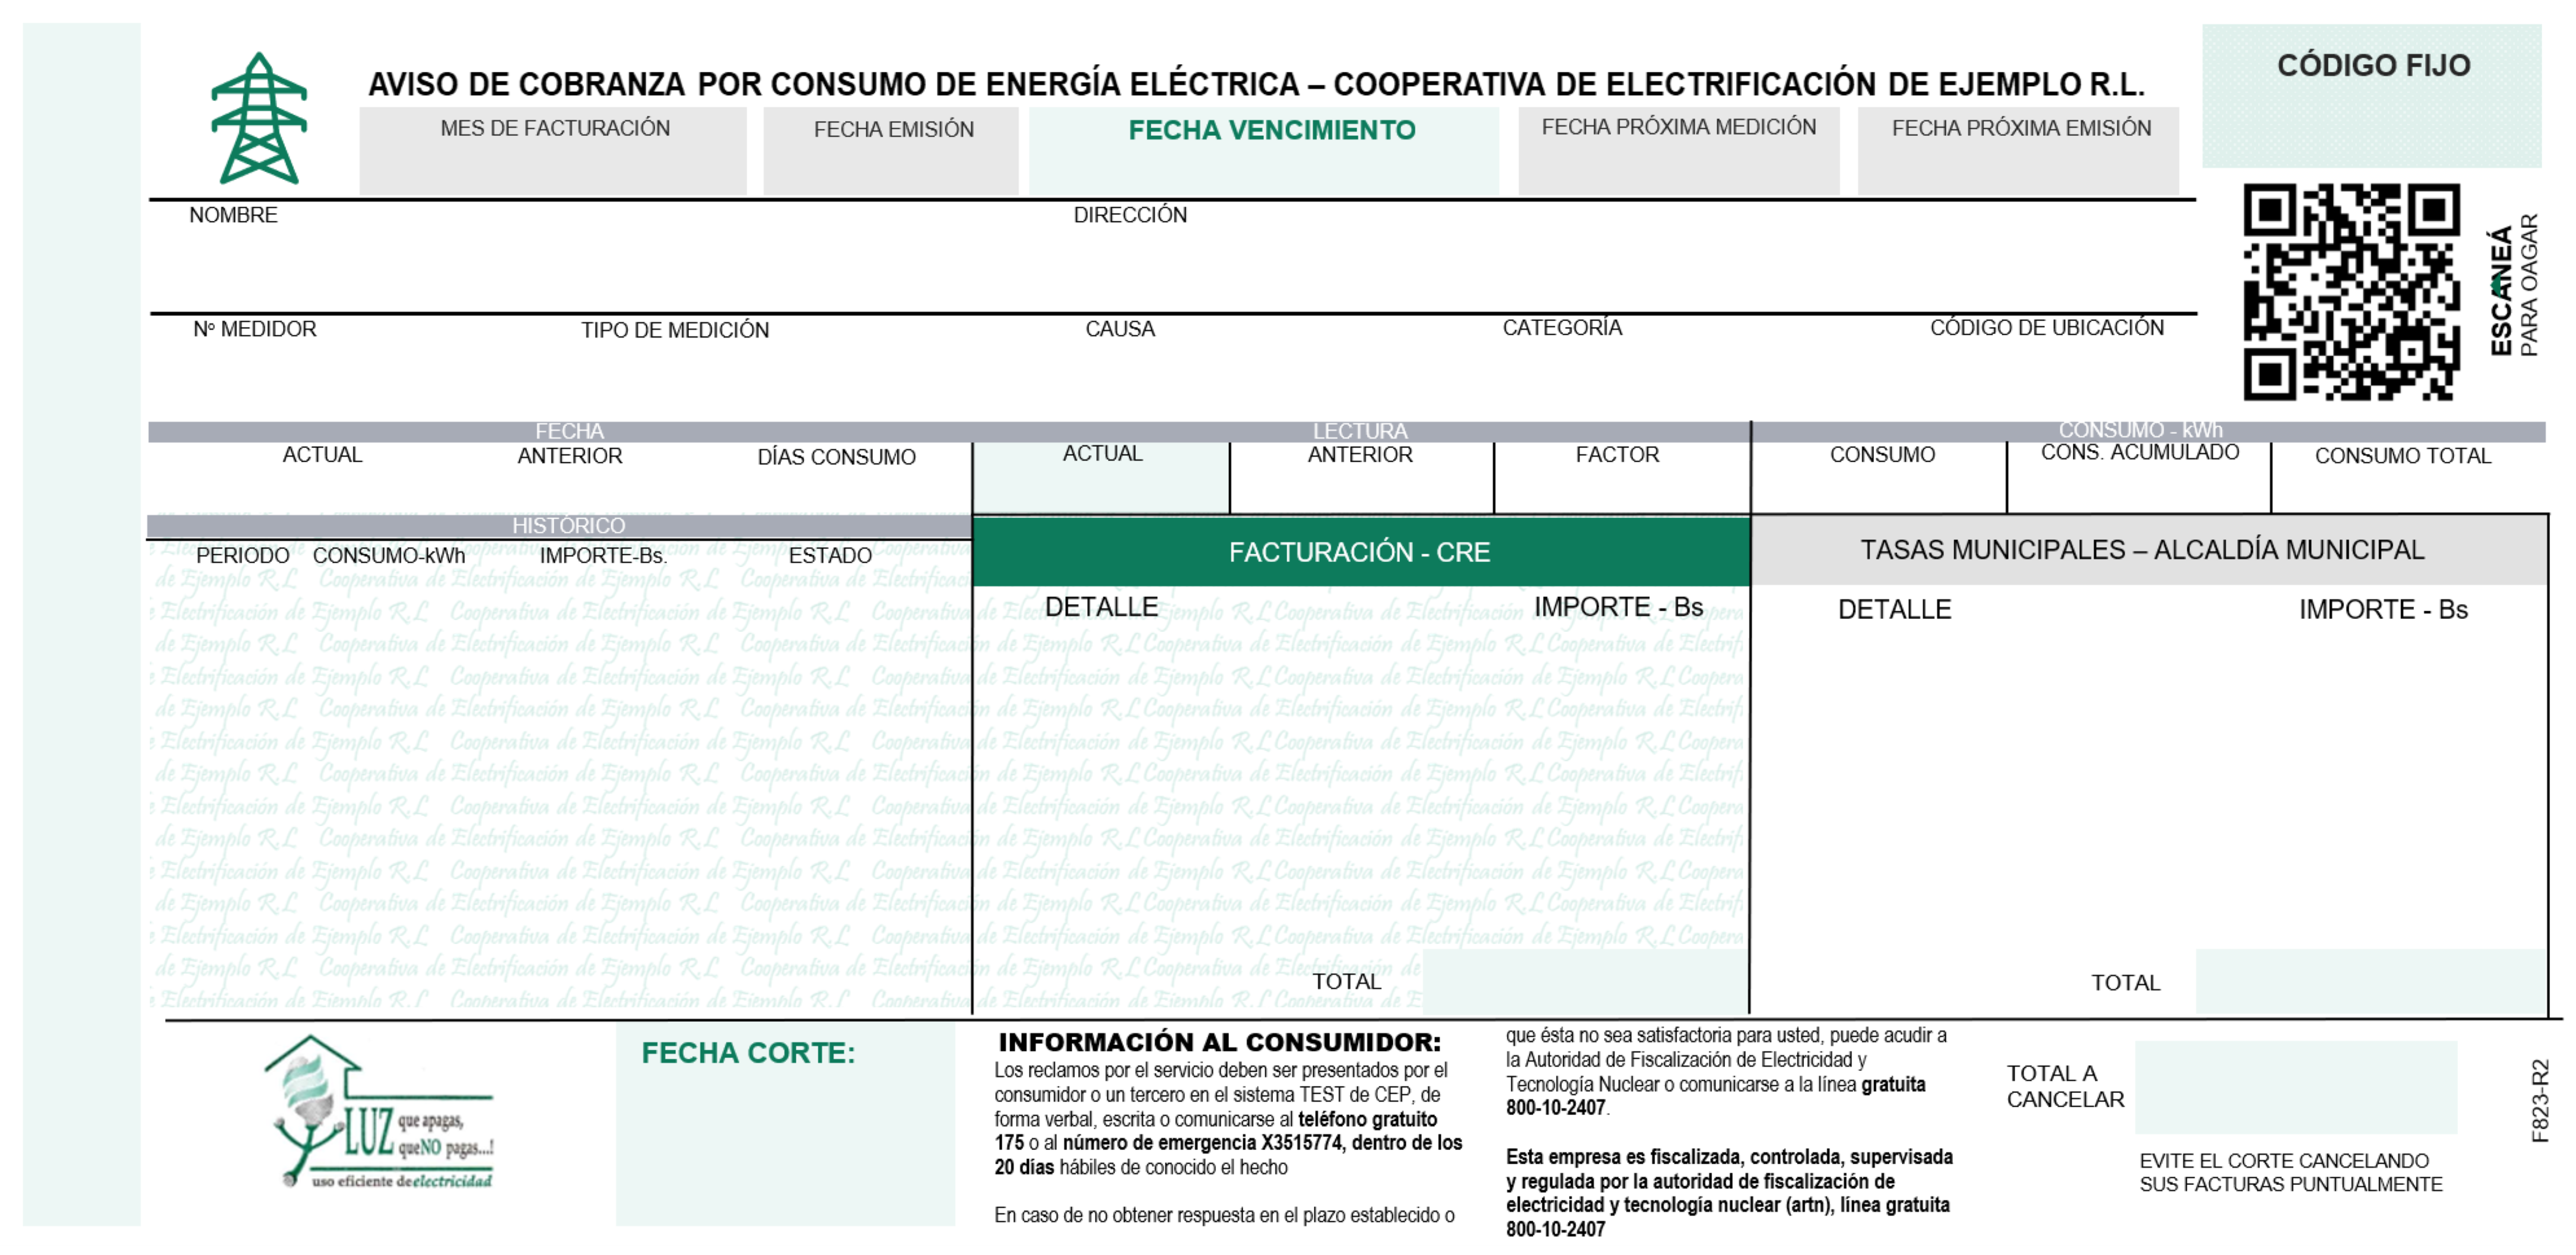 AVISO DE COBRANZA POR CONSUMO DE ENERGÍA ELÉCTRICA – COOPERATIVA DE ELECTRIFICACIÓN DE EJEMPLO R.L.
CÓDIGO FIJO
MES DE FACTURACIÓN
FECHA EMISIÓN
FECHA VENCIMIENTO
FECHA PRÓXIMA MEDICIÓN
FECHA PRÓXIMA EMISIÓN
NOMBRE
DIRECCIÓN
ESCANEÁ
PARA OAGAR
Nº MEDIDOR
TIPO DE MEDICIÓN
CAUSA
CATEGORÍA
CÓDIGO DE UBICACIÓN
FECHA
LECTURA
CONSUMO - kWh
ACTUAL
ANTERIOR
DÍAS CONSUMO
ACTUAL
ANTERIOR
FACTOR
CONSUMO
CONS. ACUMULADO
CONSUMO TOTAL
HISTÓRICO
PERIODO
CONSUMO-kWh
IMPORTE-Bs.
ESTADO
FACTURACIÓN - CRE
DETALLE
IMPORTE - Bs
TASAS MUNICIPALES – ALCALDÍA MUNICIPAL
DETALLE
IMPORTE - Bs
Cooperativa de Electrificación de Ejemplo R.L
TOTAL
TOTAL
LUZ que apagas,
que NO pagas...!
uso eficiente de electricidad
FECHA CORTE:
INFORMACIÓN AL CONSUMIDOR:
Los reclamos por el servicio deben ser presentados por el
consumidor o un tercero en el sistema TEST de CEP, de
forma verbal, escrita o comunicarse al teléfono gratuito
175 o al número de emergencia X3515774, dentro de los
20 días hábiles de conocido el hecho
En caso de no obtener respuesta en el plazo establecido o
que ésta no sea satisfactoria para usted, puede acudir a
la Autoridad de Fiscalización de Electricidad y
Tecnología Nuclear o comunicarse a la línea gratuita
800-10-2407.
Esta empresa es fiscalizada, controlada, supervisada
y regulada por la autoridad de fiscalización de
electricidad y tecnología nuclear (artn), línea gratuita
800-10-2407
TOTAL A
CANCELAR
EVITE EL CORTE CANCELANDO
SUS FACTURAS PUNTUALMENTE
F823-R2